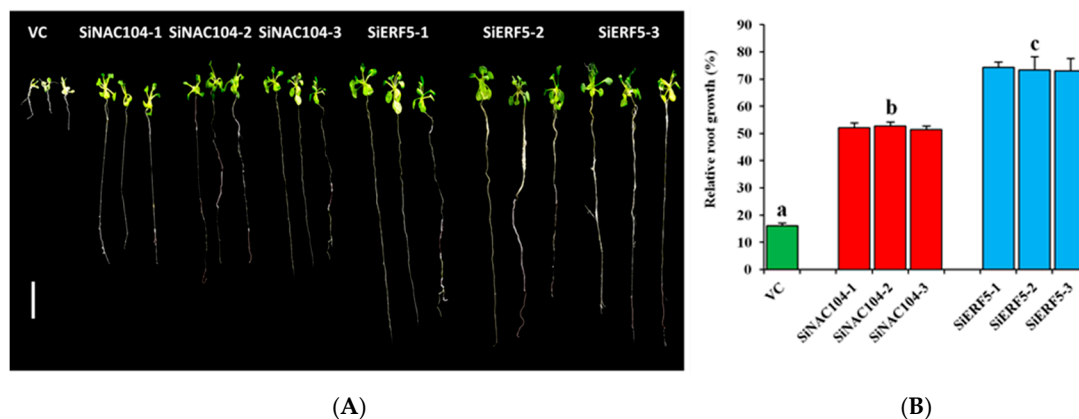 VC SiNAC104-1 SiNAC104-2 SiNAC104-3 SiERF5-1 SiERF5-2 SiERF5-3
(A)
Relative root growth (%)
90
80
70
60
50
40
30
20
10
0
a
b
c
VC
SiNAC104-1
SiNAC104-2
SiNAC104-3
SiERF5-1
SiERF5-2
SiERF5-3
(B)